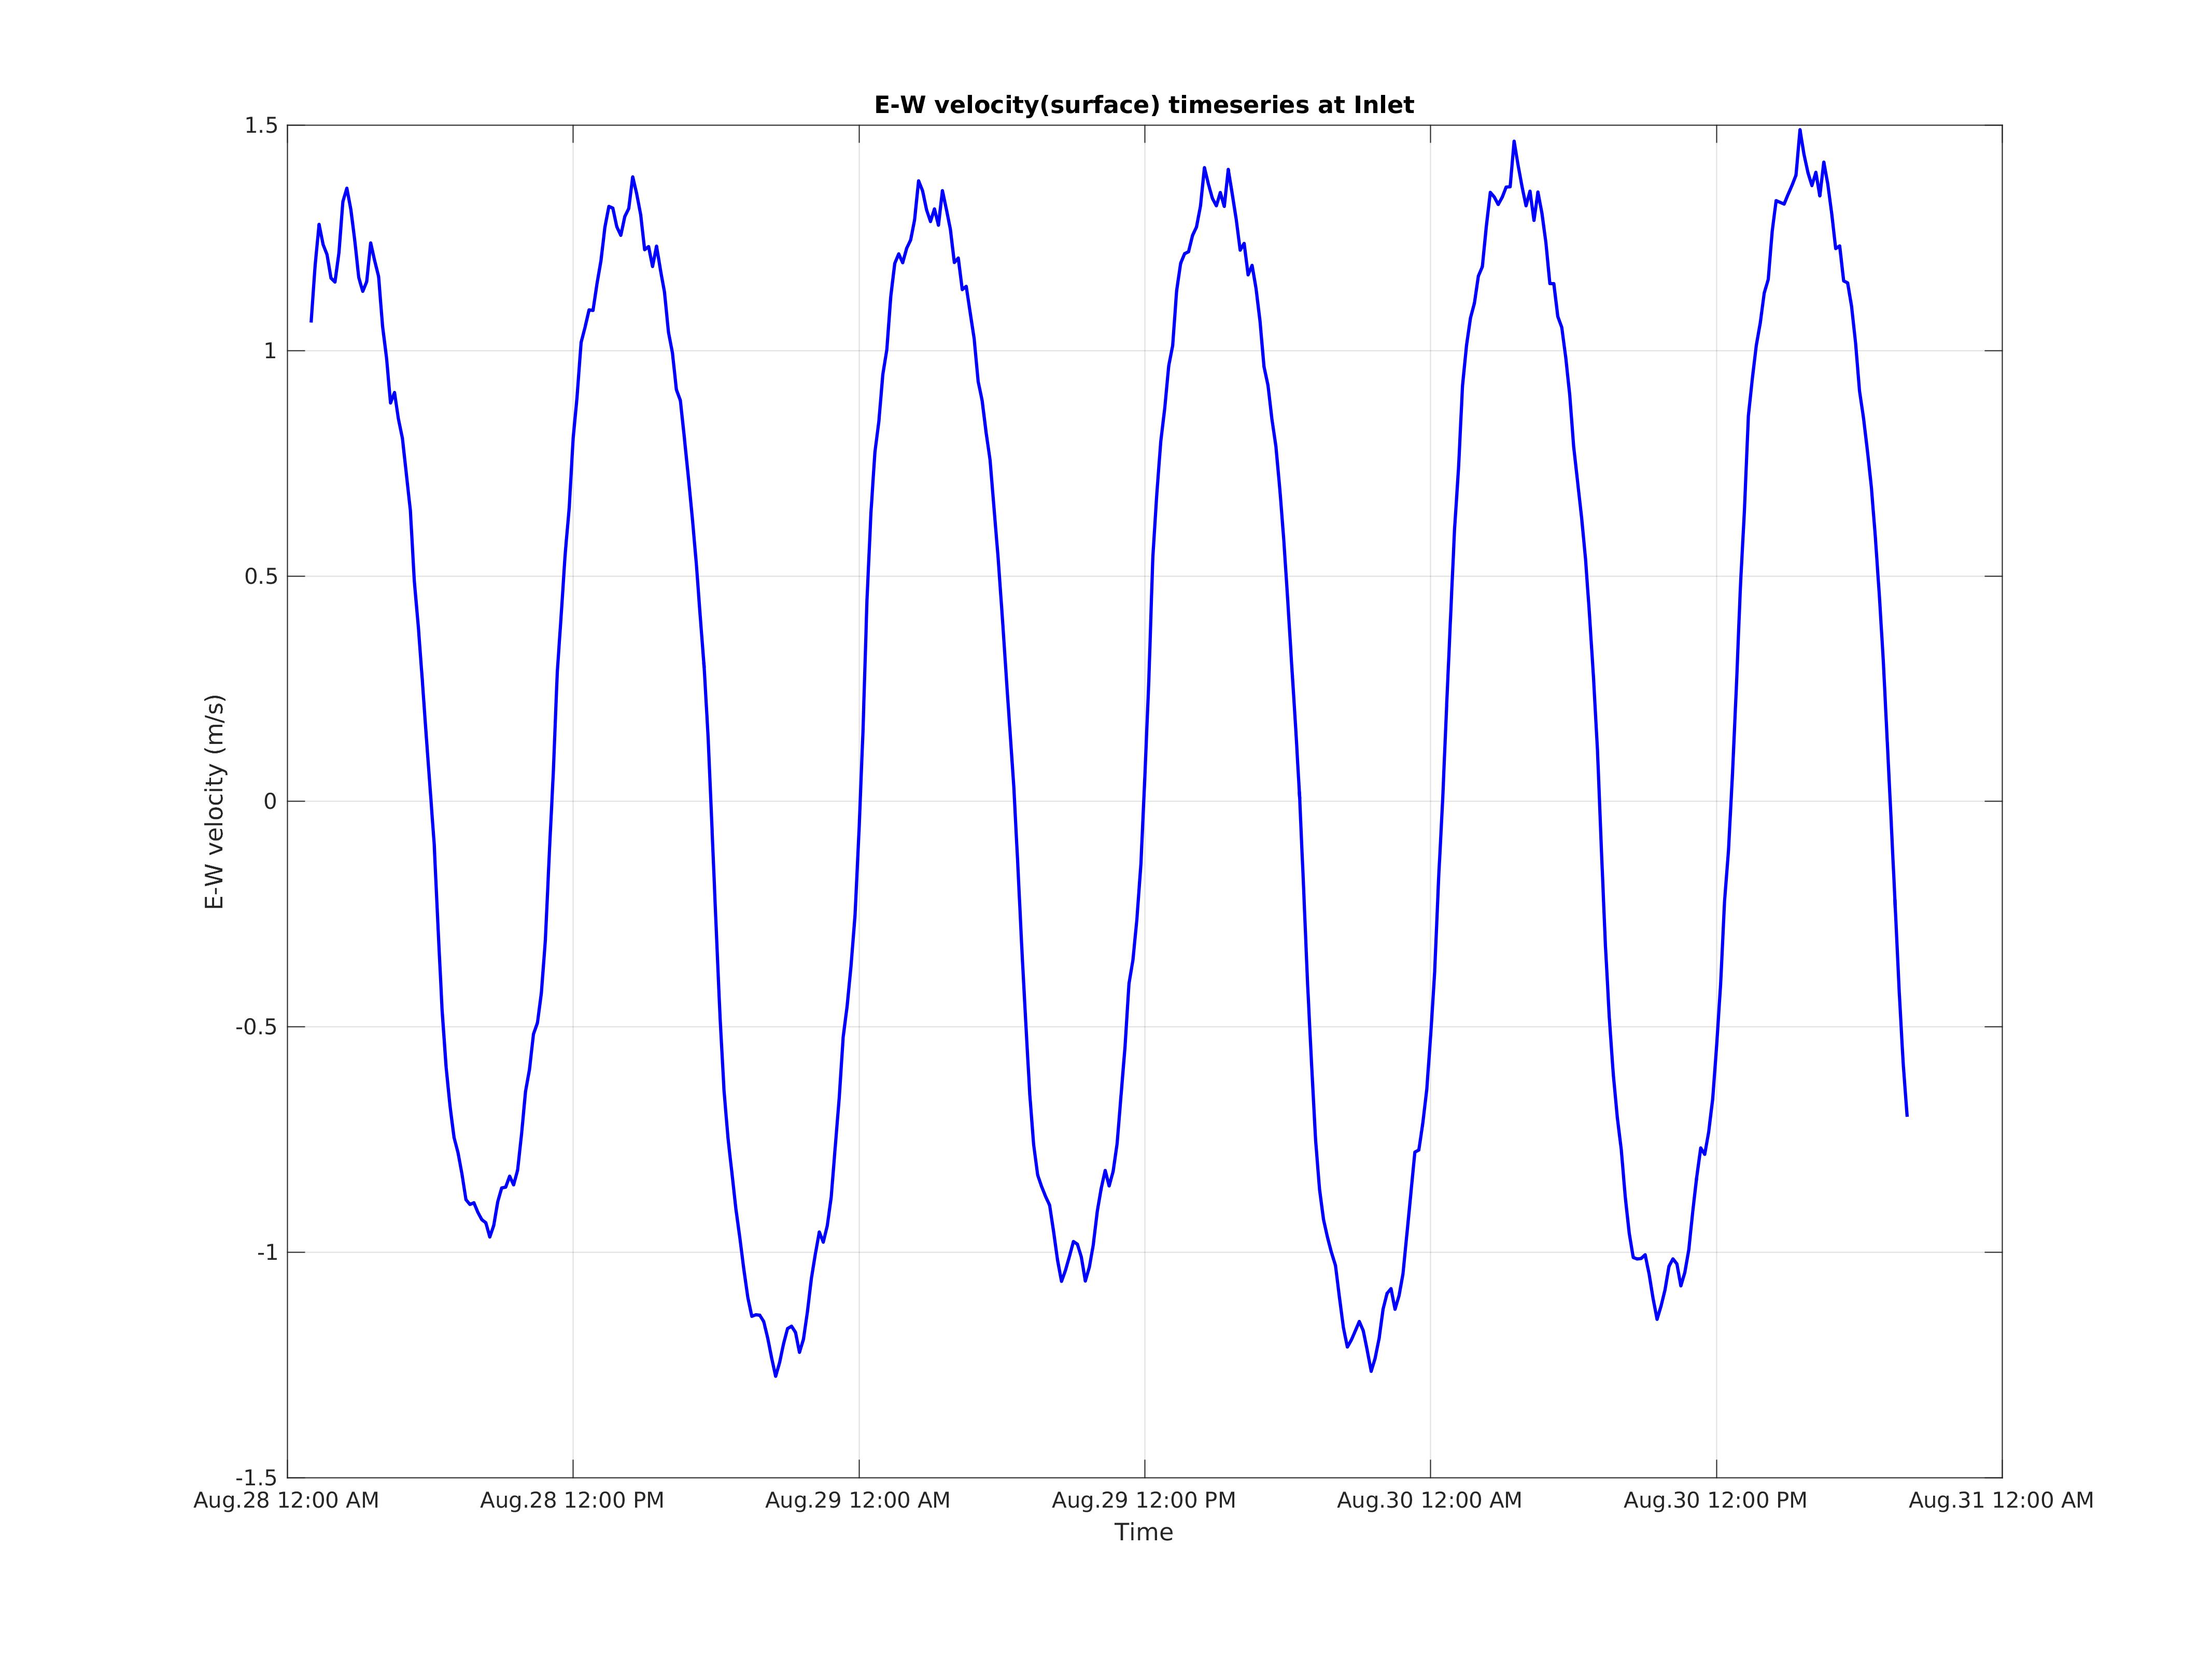 E-W velocity(surface) timeseries at Inlet
1.5
1
0.5
0
-0.5
-1
-1.5
E-W velocity (m/s)
Aug.28 12:00 AM
Aug.28 12:00 PM
Aug.29 12:00 AM
Aug.29 12:00 PM
Aug.30 12:00 AM
Aug.30 12:00 PM
Aug.31 12:00 AM
Time